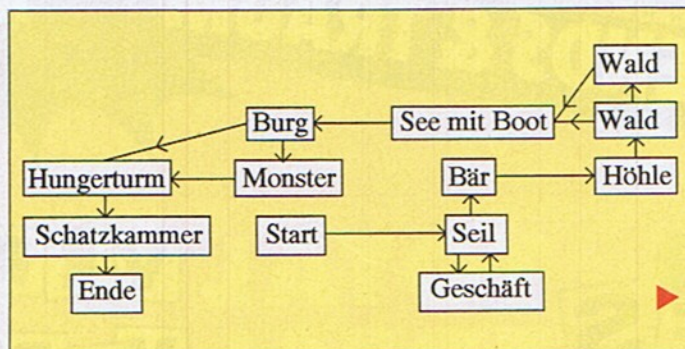 Wald
Burg
See mit Boot
Wald
Hungerturm
Monster
Bär
Höhle
Schatzkammer
Start
Seil
Ende
Geschäft